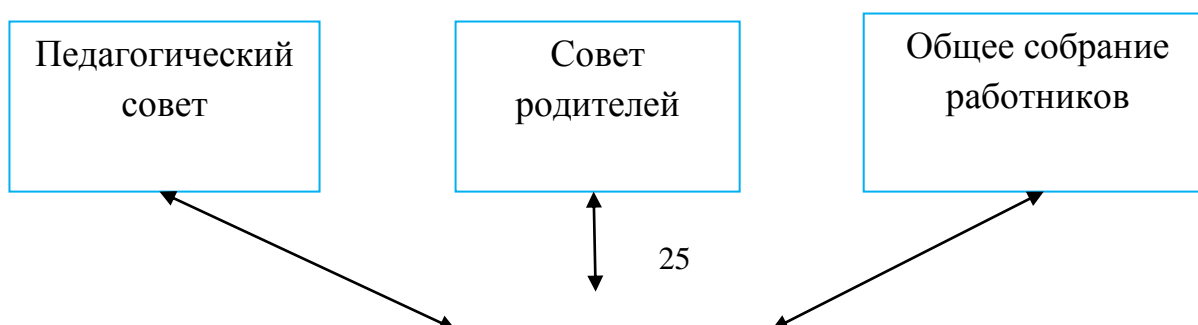 Педагогический
совет
Совет
родителей
Общее собрание
работников
25